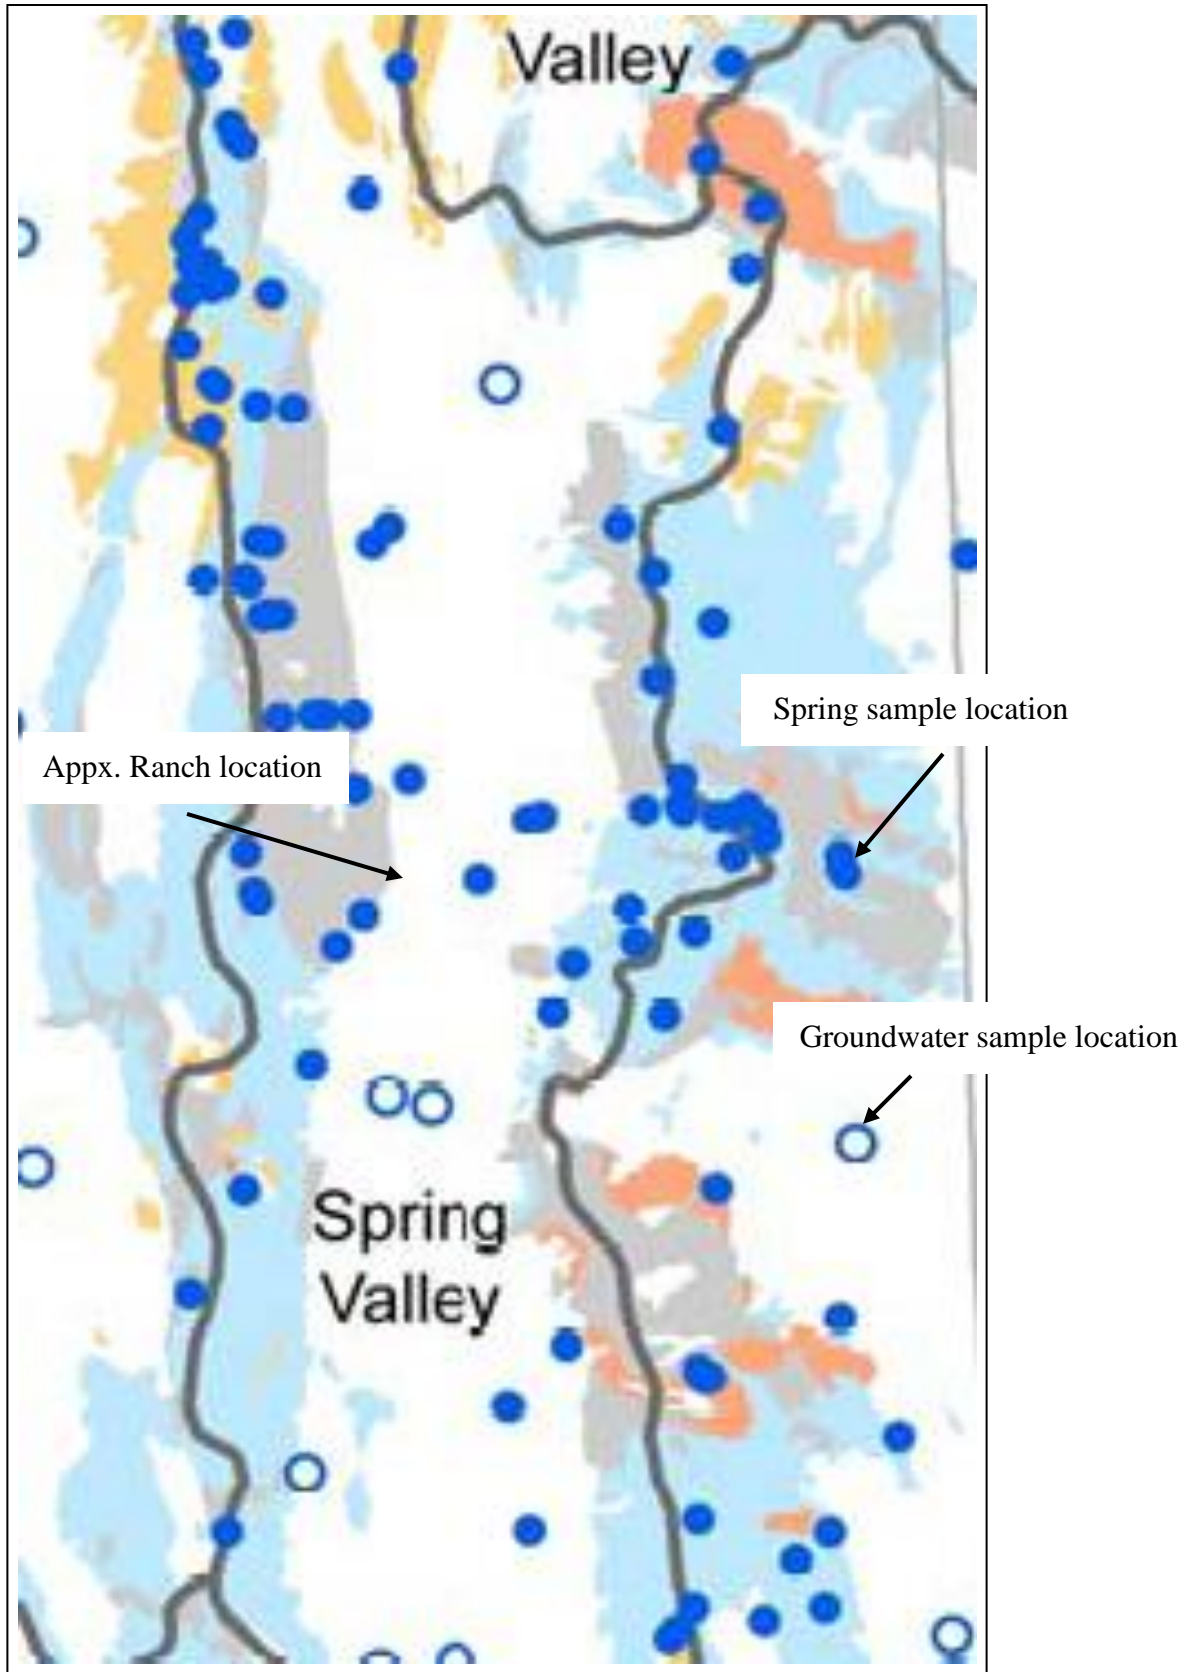 Valley
Spring sample location
Appx. Ranch location
Groundwater sample location
Spring
Valley